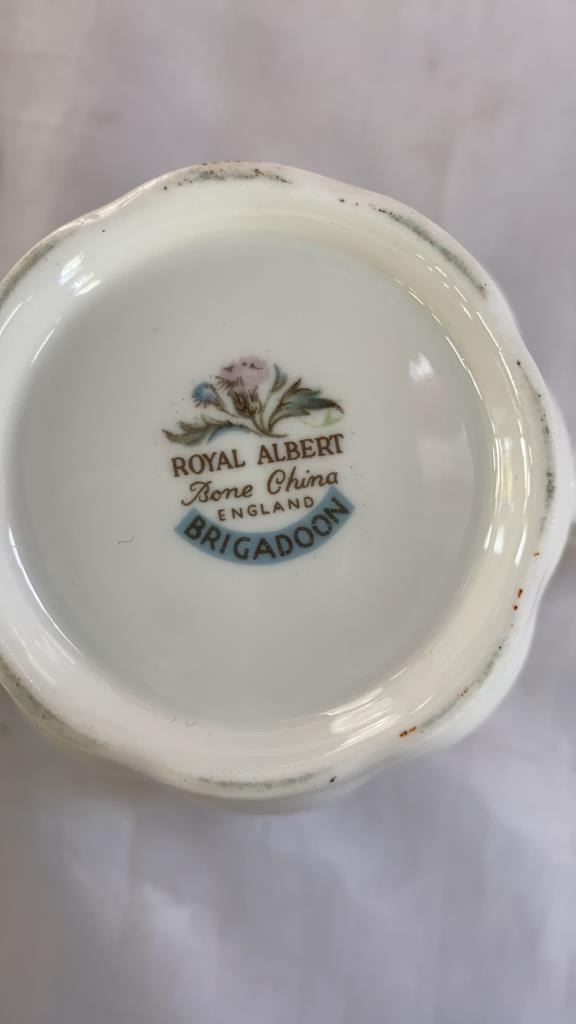 ROYAL ALBERT
Bone China
ENGLAND
BRIGADOON